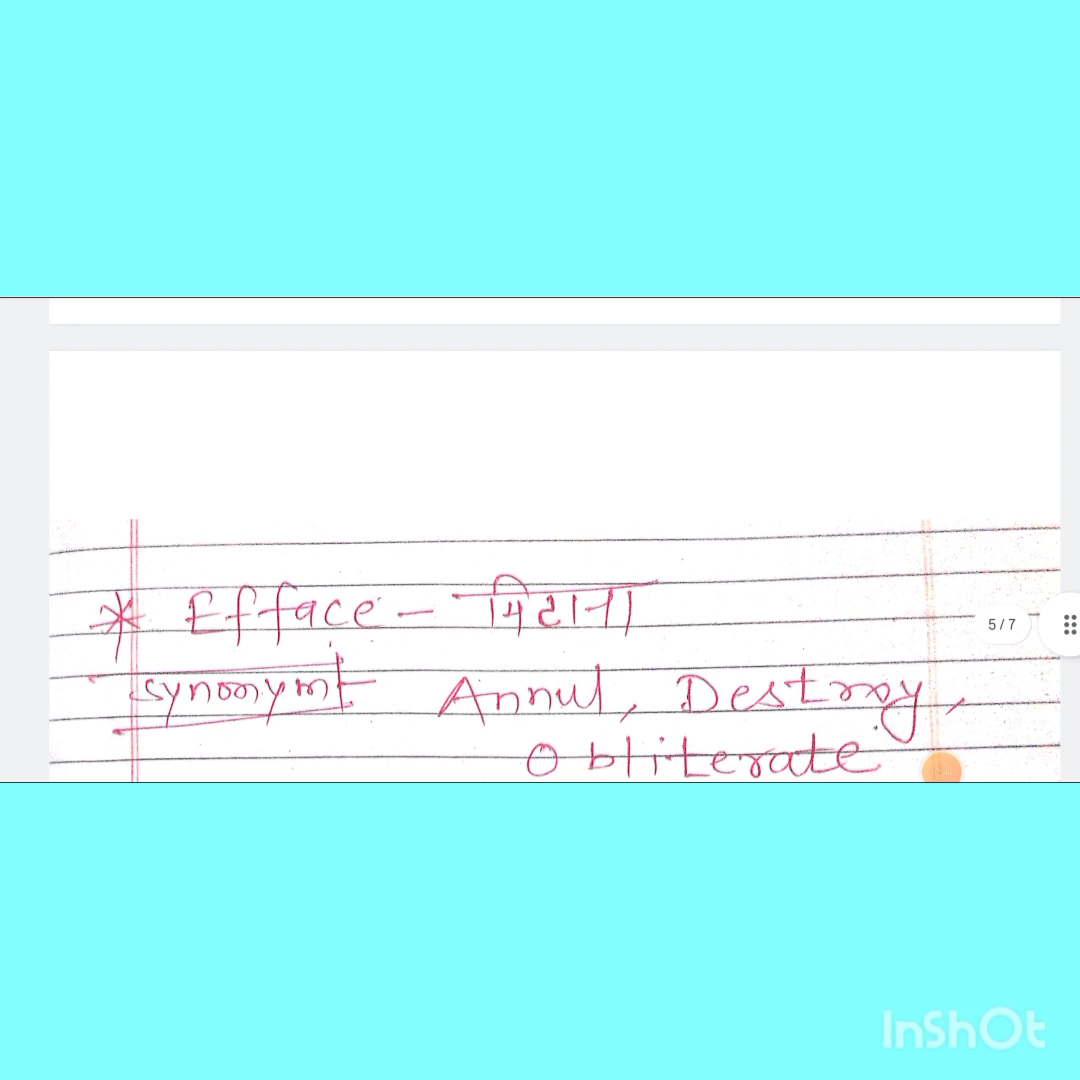 * Efface - मिटाना
5 / 7
Synonym - Annul, Destroy,
Obliterate
InShOt